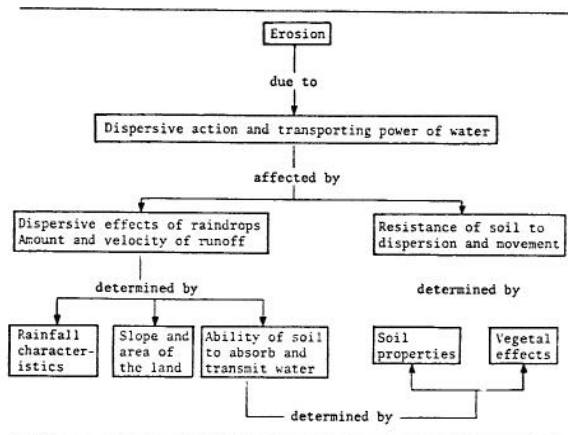 Erosion
due to
Dispersive action and transporting power of water
affected by
Dispersive effects of raindrops
Amount and velocity of runoff
Resistance of soil to
dispersion and movement
determined by
determined by
Rainfall
character-
istics
Slope and
area of
the land
Ability of soil
to absorb and
transmit water
Soil
properties
Vegetal
effects
determined by